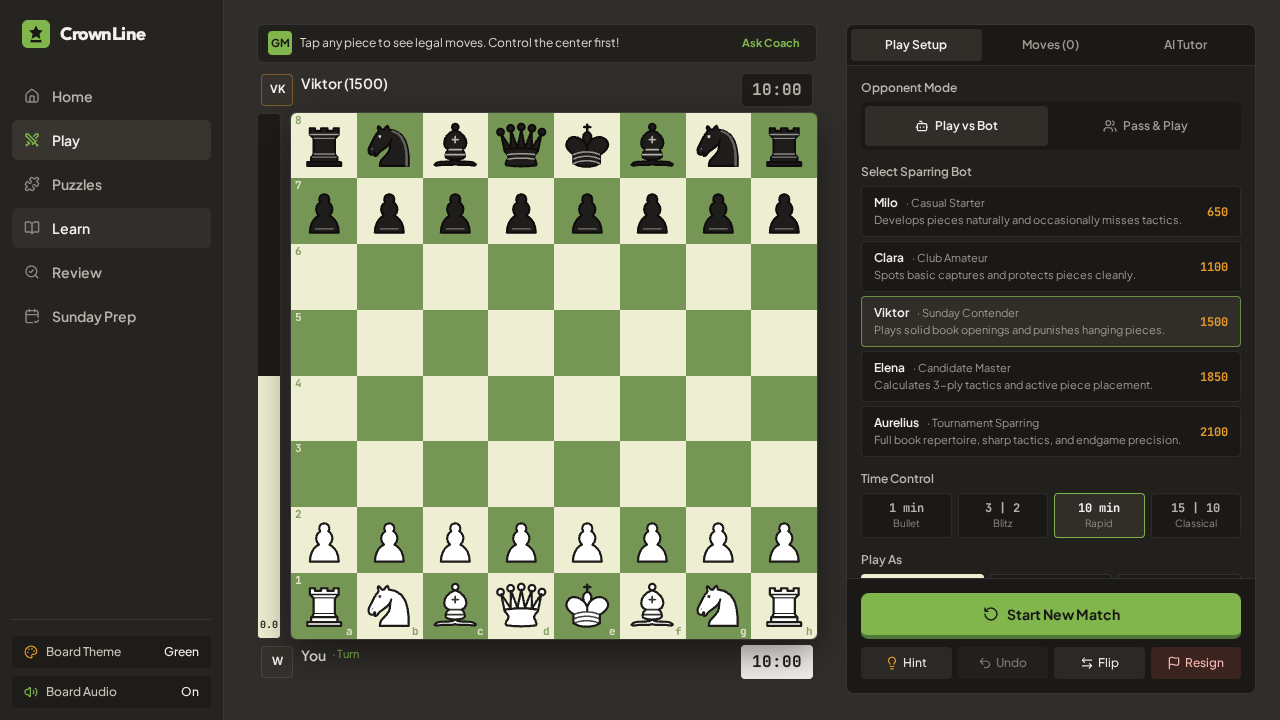 CrownLine
Home
Play
Puzzles
Learn
Review
Sunday Prep
Board Theme Green
Board Audio On
GM Tap any piece to see legal moves. Control the center first! Ask Coach
VK Viktor (1500) 10:00
8
7
6
5
4
3
2
1
a b c d e f g h
0.0
W You · Turn 10:00
Play Setup Moves (0) AI Tutor
Opponent Mode
Play vs Bot Pass & Play
Select Sparring Bot
Milo · Casual Starter
Develops pieces naturally and occasionally misses tactics. 650
Clara · Club Amateur
Spots basic captures and protects pieces cleanly. 1100
Viktor · Sunday Contender
Plays solid book openings and punishes hanging pieces. 1500
Elena · Candidate Master
Calculates 3-ply tactics and active piece placement. 1850
Aurelius · Tournament Sparring
Full book repertoire, sharp tactics, and endgame precision. 2100
Time Control
1 min 3 | 2 10 min 15 | 10
Bullet Blitz Rapid Classical
Play As
Start New Match
Hint Undo Flip Resign